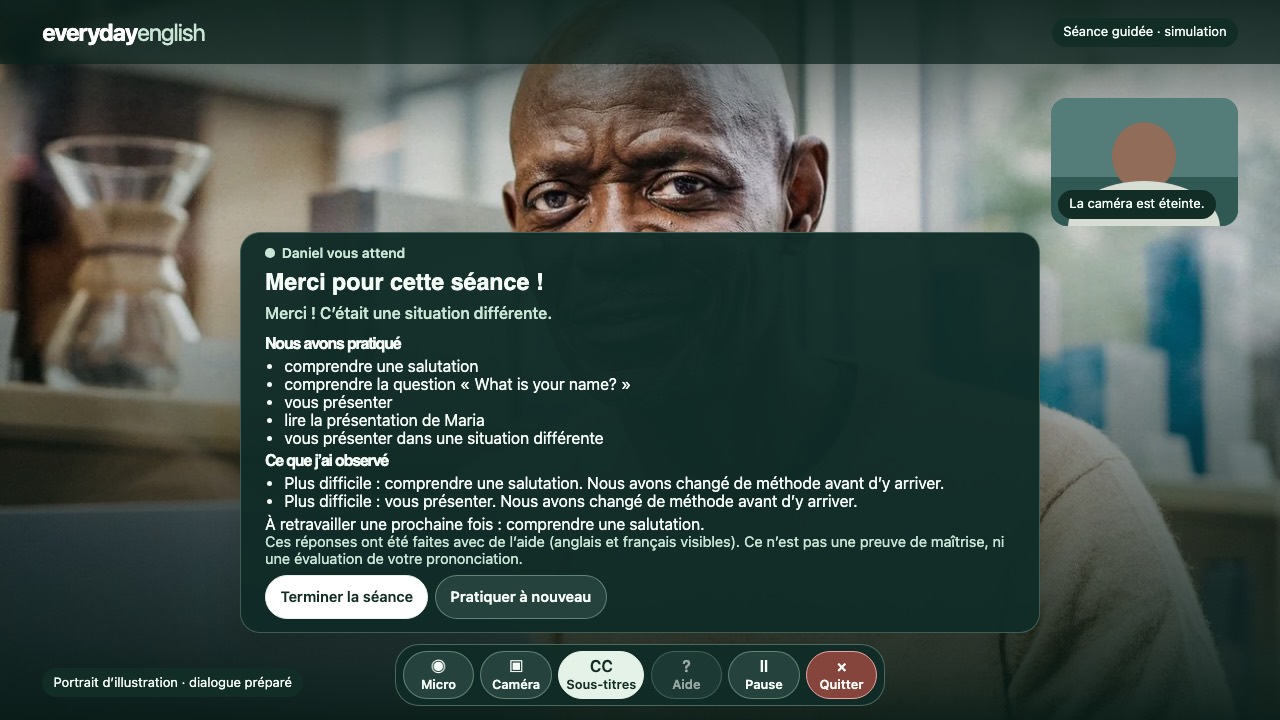 everydayenglish
Séance guidée · simulation
La caméra est éteinte.
Daniel vous attend
Merci pour cette séance !
Merci ! C’était une situation différente.
Nous avons pratiqué
• comprendre une salutation
• comprendre la question « What is your name? »
• vous présenter
• lire la présentation de Maria
• vous présenter dans une situation différente
Ce que j’ai observé
• Plus difficile : comprendre une salutation. Nous avons changé de méthode avant d’y arriver.
• Plus difficile : vous présenter. Nous avons changé de méthode avant d’y arriver.
À retravailler une prochaine fois : comprendre une salutation.
Ces réponses ont été faites avec de l’aide (anglais et français visibles). Ce n’est pas une preuve de maîtrise, ni
une évaluation de votre prononciation.
Terminer la séance
Pratiquer à nouveau
Portrait d’illustration · dialogue préparé
Micro
Caméra
CC
Sous-titres
?
Aide
Pause
×
Quitter